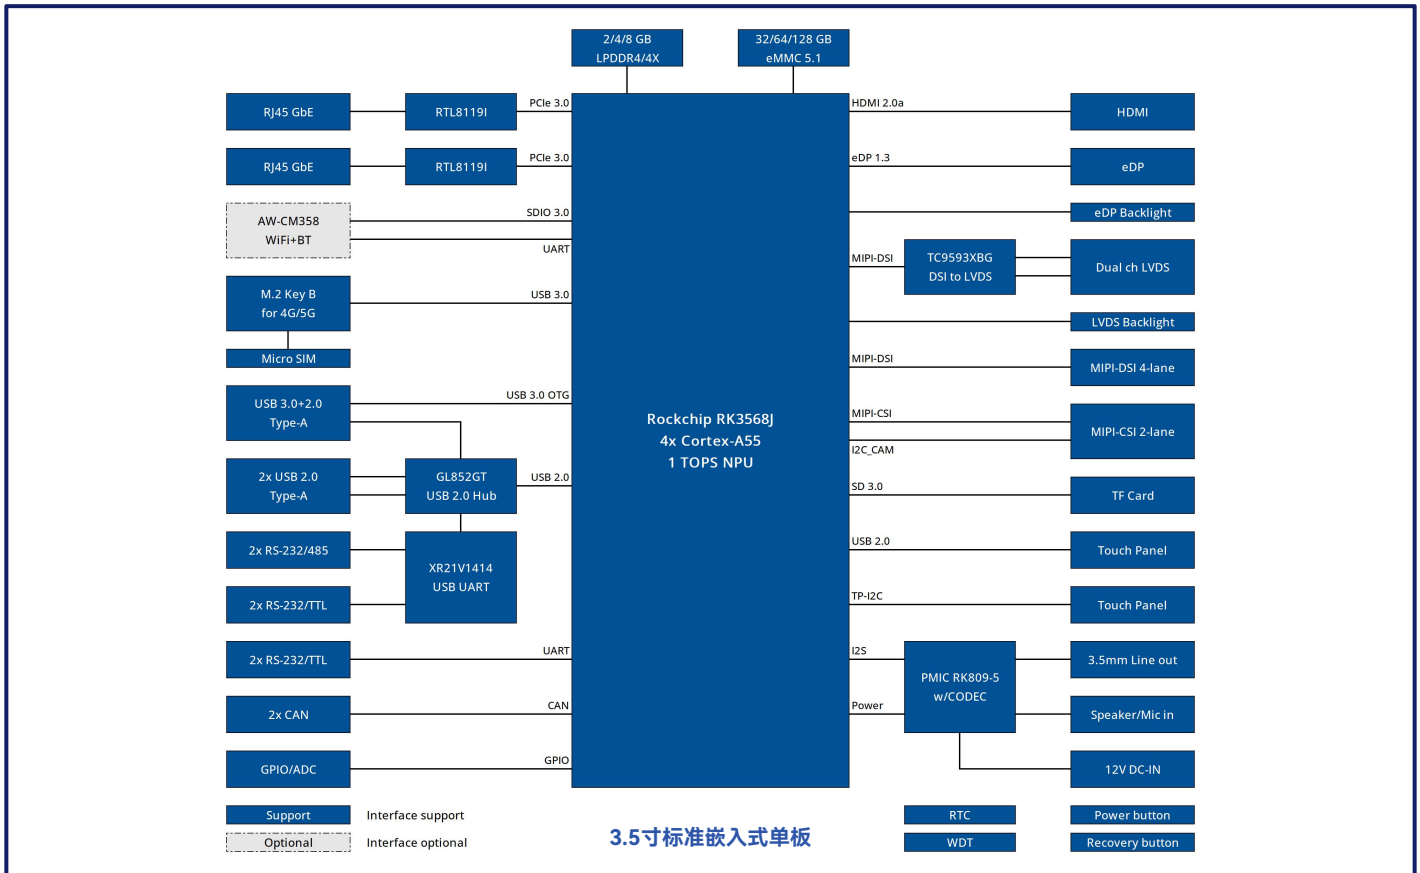 2/4/8 GB
LPDDR4/4X
32/64/128 GB
eMMC 5.1
RJ45 GbE
RTL8119I
PCIe 3.0
RJ45 GbE
RTL8119I
PCIe 3.0
AW-CM358
WiFi+BT
SDIO 3.0
UART
M.2 Key B
for 4G/5G
USB 3.0
Micro SIM
USB 3.0+2.0
Type-A
USB 3.0 OTG
2x USB 2.0
Type-A
GL852GT
USB 2.0 Hub
USB 2.0
2x RS-232/485
XR21V1414
USB UART
2x RS-232/TTL
2x RS-232/TTL
UART
2x CAN
CAN
GPIO/ADC
GPIO
Rockchip RK3568J
4x Cortex-A55
1 TOPS NPU
HDMI 2.0a
HDMI
eDP 1.3
eDP
eDP Backlight
MIPI-DSI
TC9593XBG
DSI to LVDS
Dual ch LVDS
LVDS Backlight
MIPI-DSI
MIPI-DSI 4-lane
MIPI-CSI
I2C_CAM
MIPI-CSI 2-lane
SD 3.0
TF Card
USB 2.0
Touch Panel
TP-I2C
Touch Panel
I2S
Power
PMIC RK809-5
w/CODEC
3.5mm Line out
Speaker/Mic in
12V DC-IN
Support
Interface support
Optional
Interface optional
3.5寸标准嵌入式单板
RTC
Power button
WDT
Recovery button